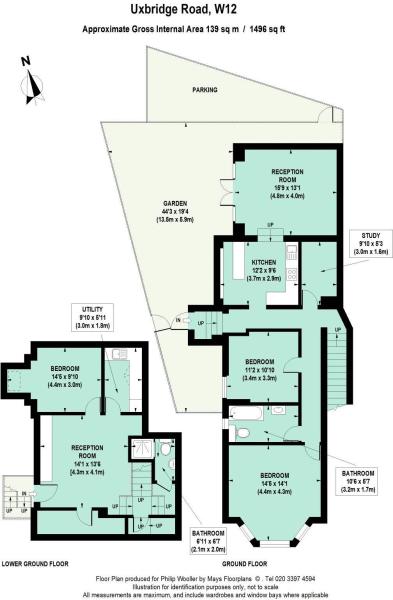 Uxbridge Road, W12
Approximate Gross Internal Area 139 sq m / 1496 sq ft
N
PARKING
RECEPTION
ROOM
15'9 x 13'1
(4.8m x 4.0m)
GARDEN
44'3 x 19'4
(13.5m x 5.9m)
UP
STUDY
9'10 x 5'3
(3.0m x 1.6m)
KITCHEN
12'2 x 9'6
(3.7m x 2.9m)
IN
UP
UP
UTILITY
9'10 x 5'11
(3.0m x 1.8m)
BEDROOM
14'5 x 9'10
(4.4m x 3.0m)
BEDROOM
11'2 x 10'10
(3.4m x 3.3m)
RECEPTION
ROOM
14'1 x 13'6
[4.3m x 4.1m]
BEDROOM
14'5 x 14'1
(4.4m x 4.3m)
BATHROOM
10'6 x 5'7
(3.2m x 1.7m)
IN
UP
UP
UP
UP
UP
UP
BATHROOM
6'11 x 6'7
(2.1m x 2.0m)
LOWER GROUND FLOOR
GROUND FLOOR
Floor Plan produced for Philip Wooller by Mays Floorplans © . Tel 020 3397 4594
Illustration for identification purposes only, not to scale
All measurements are maximum, and include wardrobes and window bays where applicable